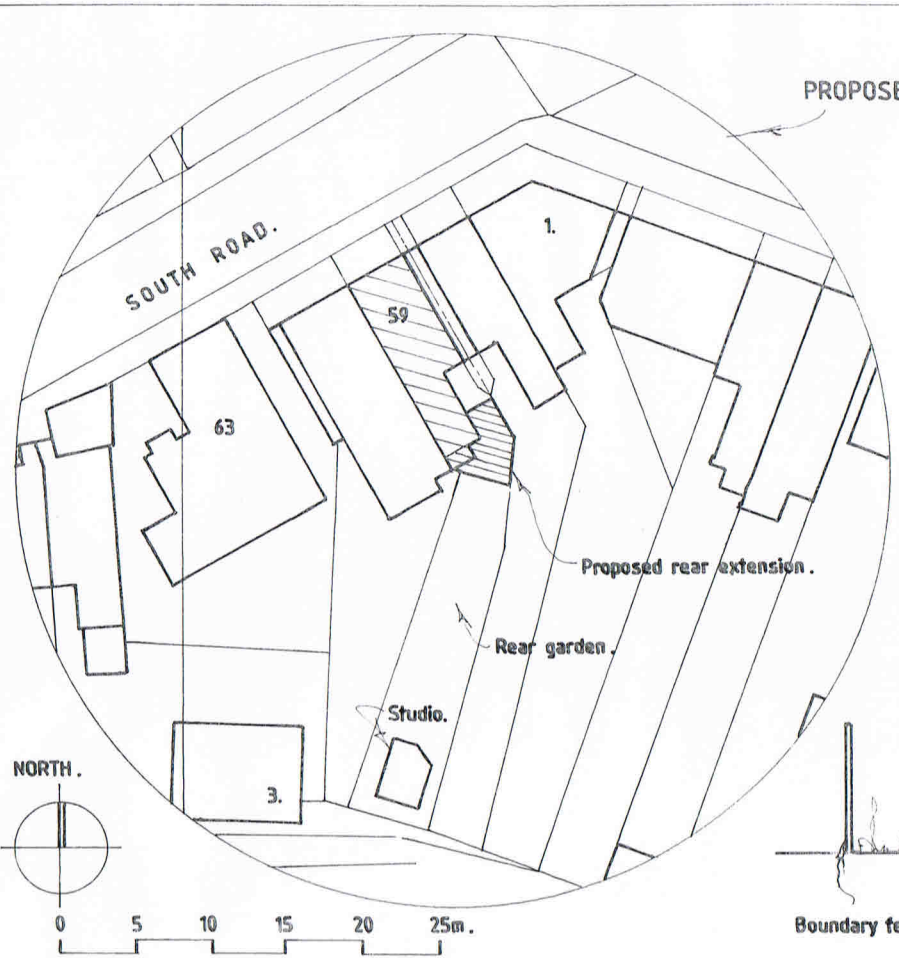 PROPOSE
SOUTH ROAD.
1.
59
63
Proposed rear extension.
Rear garden.
Studio.
3.
NORTH.
0 5 10 15 20 25m.
Boundary fe